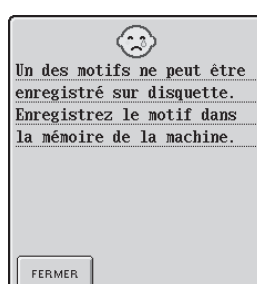 Un des motifs ne peut être
enregistré sur disquette.
Enregistrez le motif dans
la mémoire de la machine.
FERMER